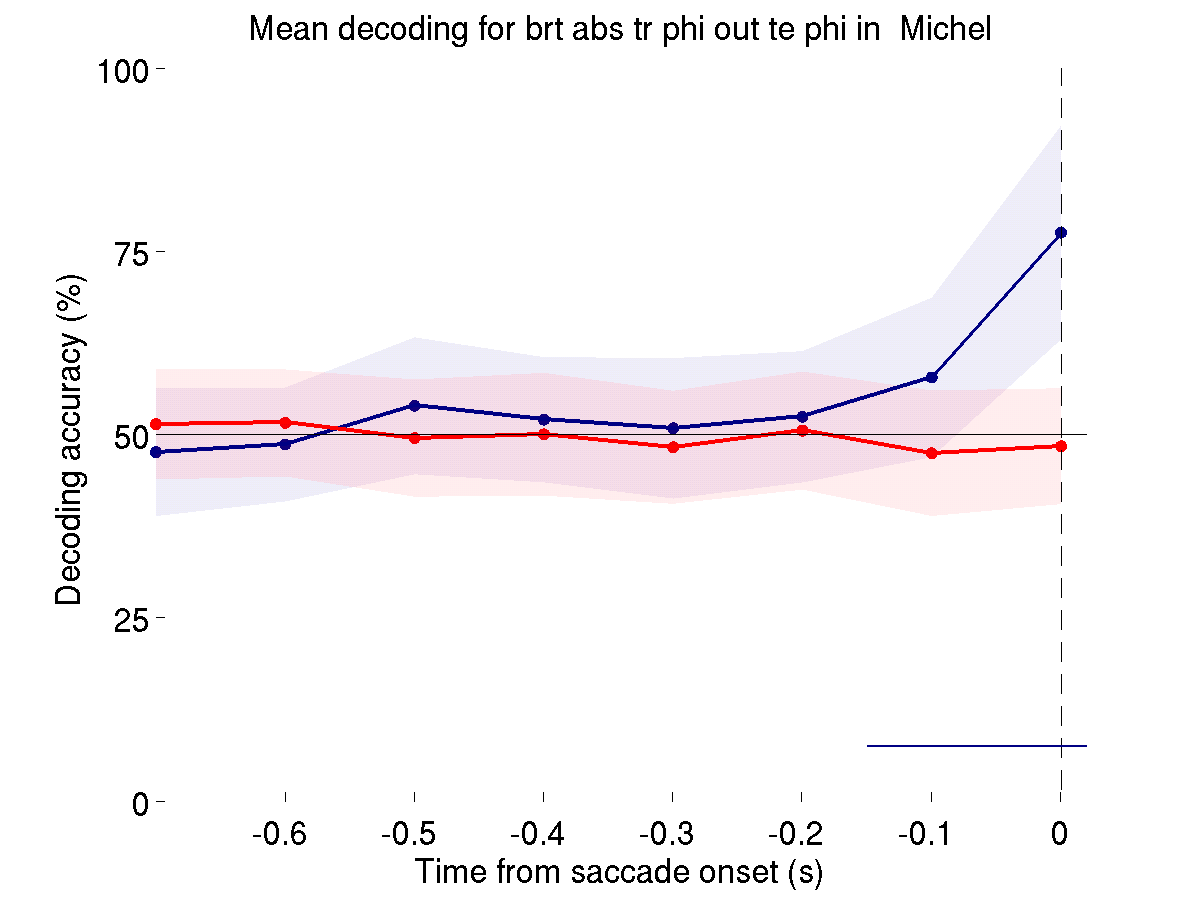 Mean decoding for brt abs tr phi out te phi in  Michel
100
75
50
25
0
Decoding accuracy (%)
-0.6 -0.5 -0.4 -0.3 -0.2 -0.1 0
Time from saccade onset (s)